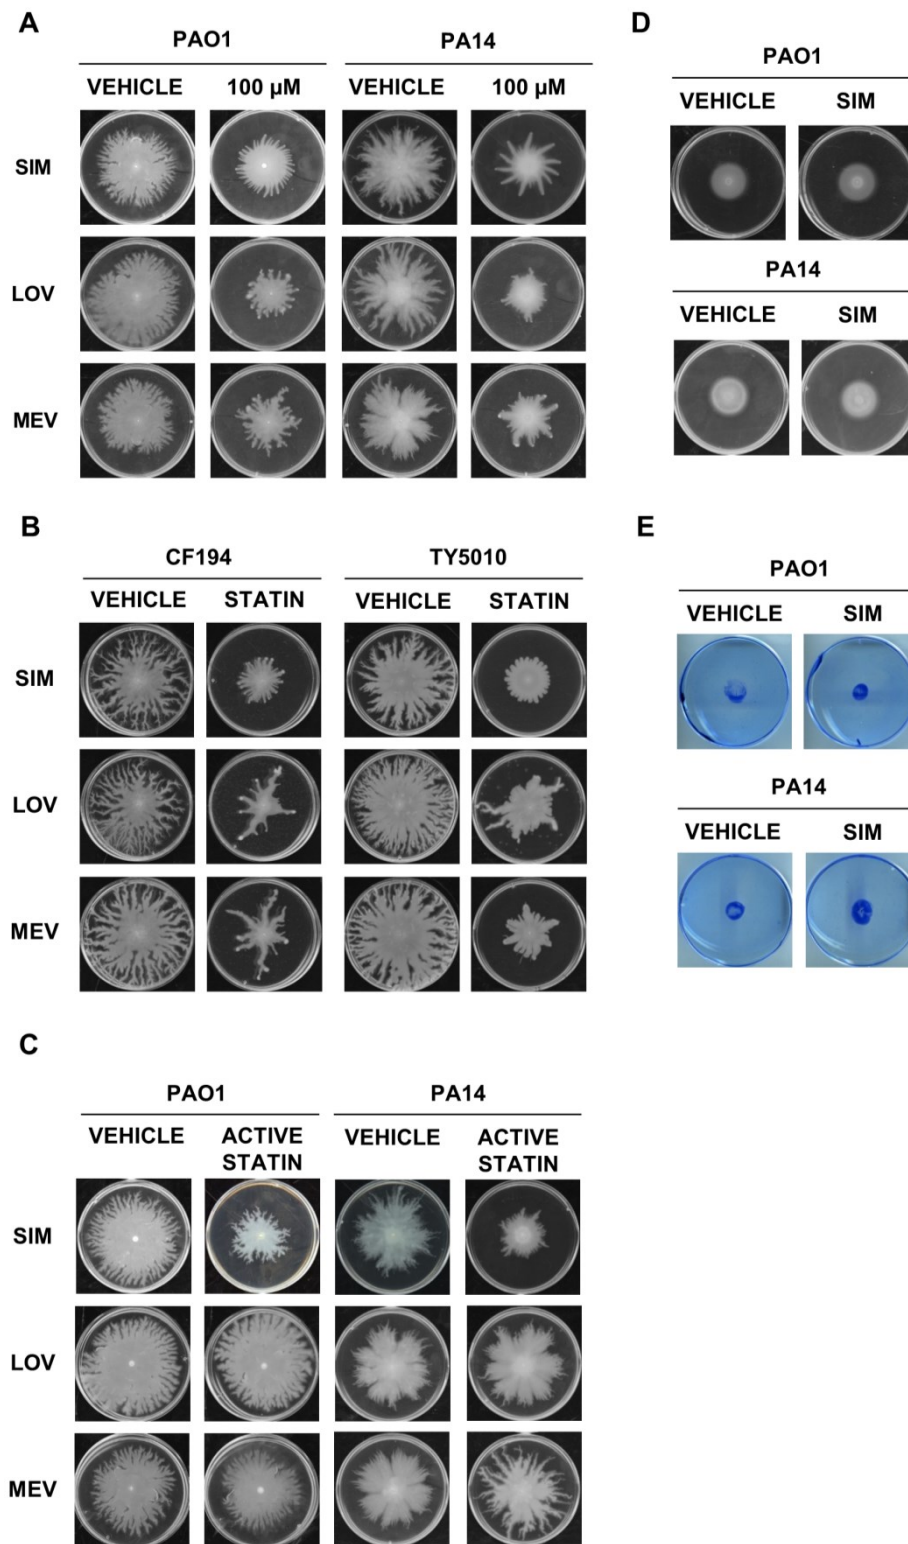 A
PAO1 PA14
VEHICLE 100 µM VEHICLE 100 µM
SIM
LOV
MEV
B
CF194 TY5010
VEHICLE STATIN VEHICLE STATIN
SIM
LOV
MEV
C
PAO1 PA14
VEHICLE ACTIVE STATIN VEHICLE ACTIVE STATIN
SIM
LOV
MEV
D
PAO1
VEHICLE SIM
PA14
VEHICLE SIM
E
PAO1
VEHICLE SIM
PA14
VEHICLE SIM